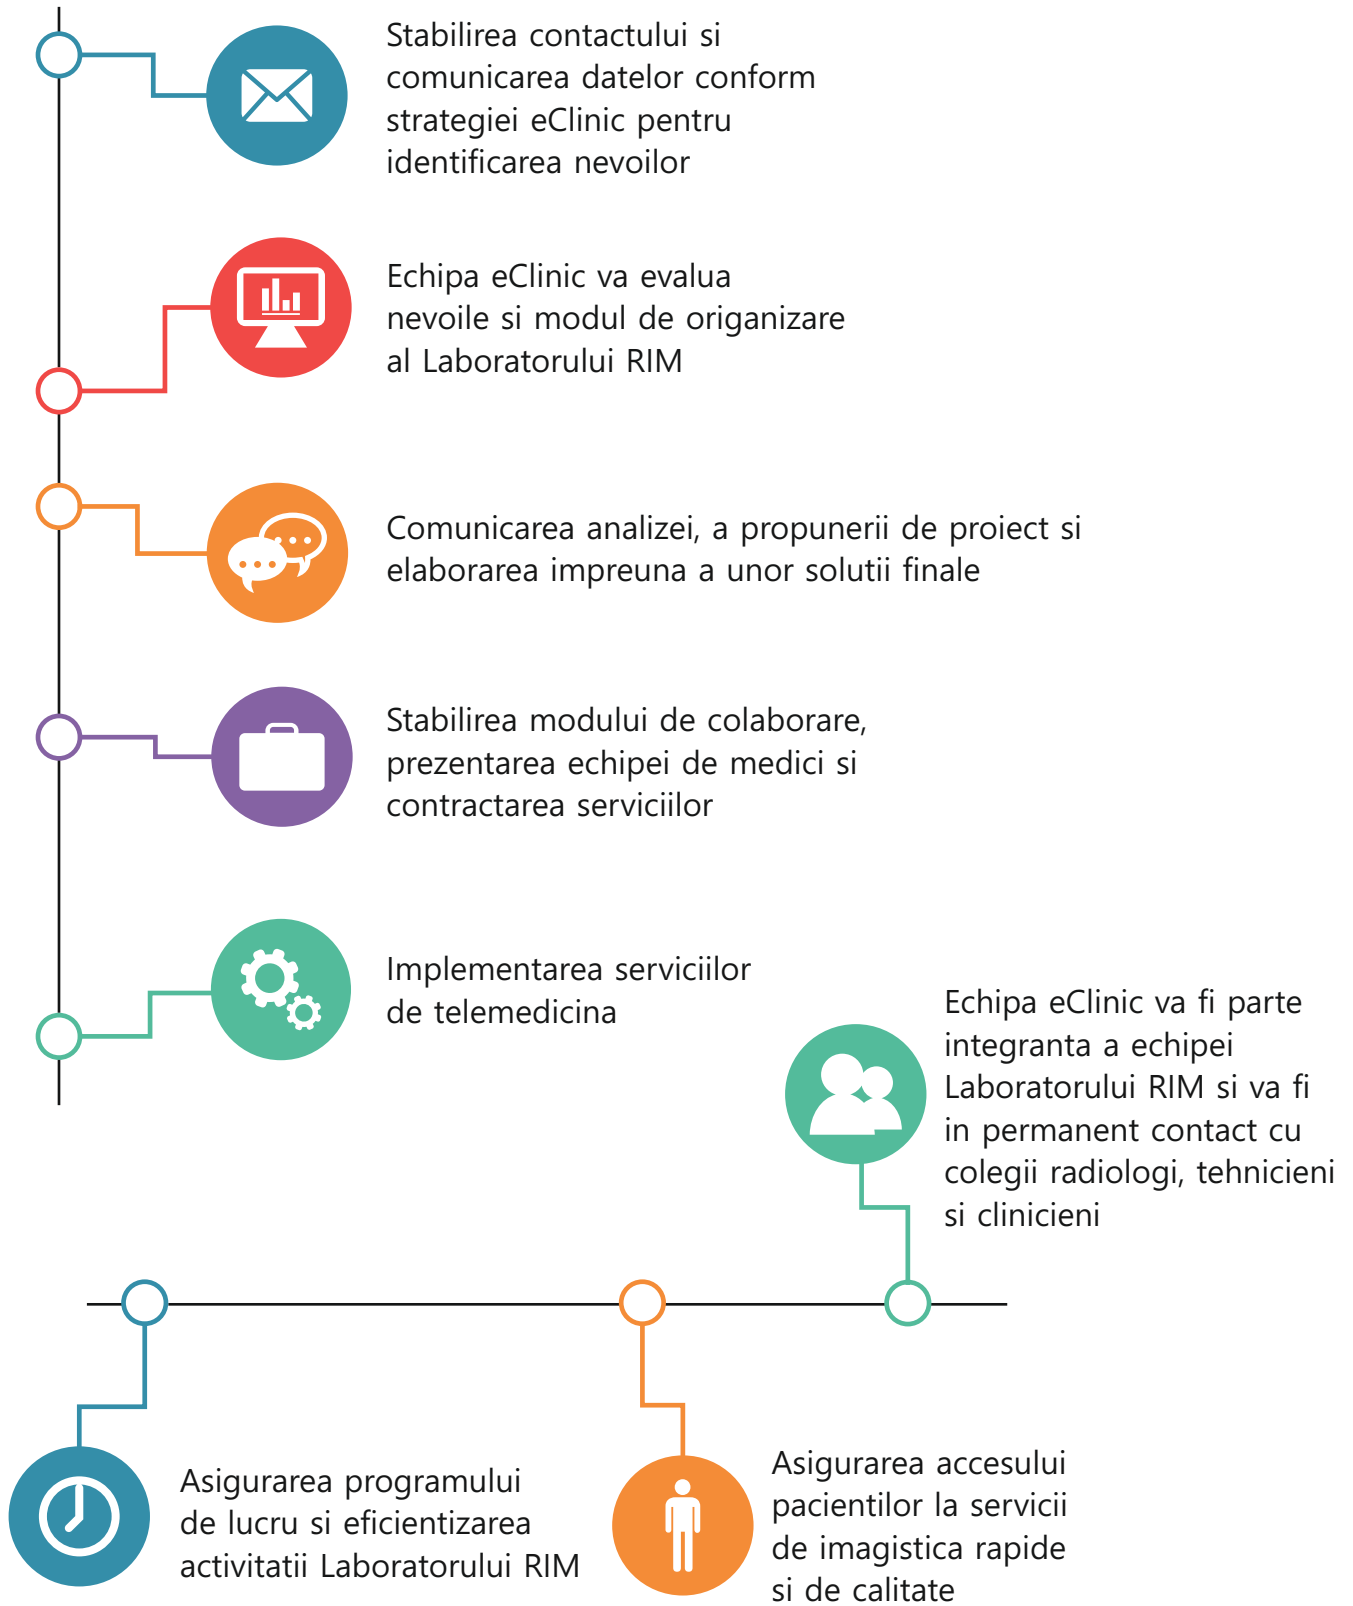 Stabilirea contactului si
comunicarea datelor conform
strategiei eClinic pentru
identificarea nevoilor
Echipa eClinic va evalua
nevoile si modul de origanizare
al Laboratorului RIM
Comunicarea analizei, a propunerii de proiect si
elaborarea impreuna a unor solutii finale
Stabilirea modului de colaborare,
prezentarea echipei de medici si
contractarea serviciilor
Implementarea serviciilor
de telemedicina
Echipa eClinic va fi parte
integranta a echipei
Laboratorului RIM si va fi
in permanent contact cu
colegii radiologi, tehnicieni
si clinicieni
Asigurarea programului
de lucru si eficientizarea
activitatii Laboratorului RIM
Asigurarea accesului
pacientilor la servicii
de imagistica rapide
si de calitate